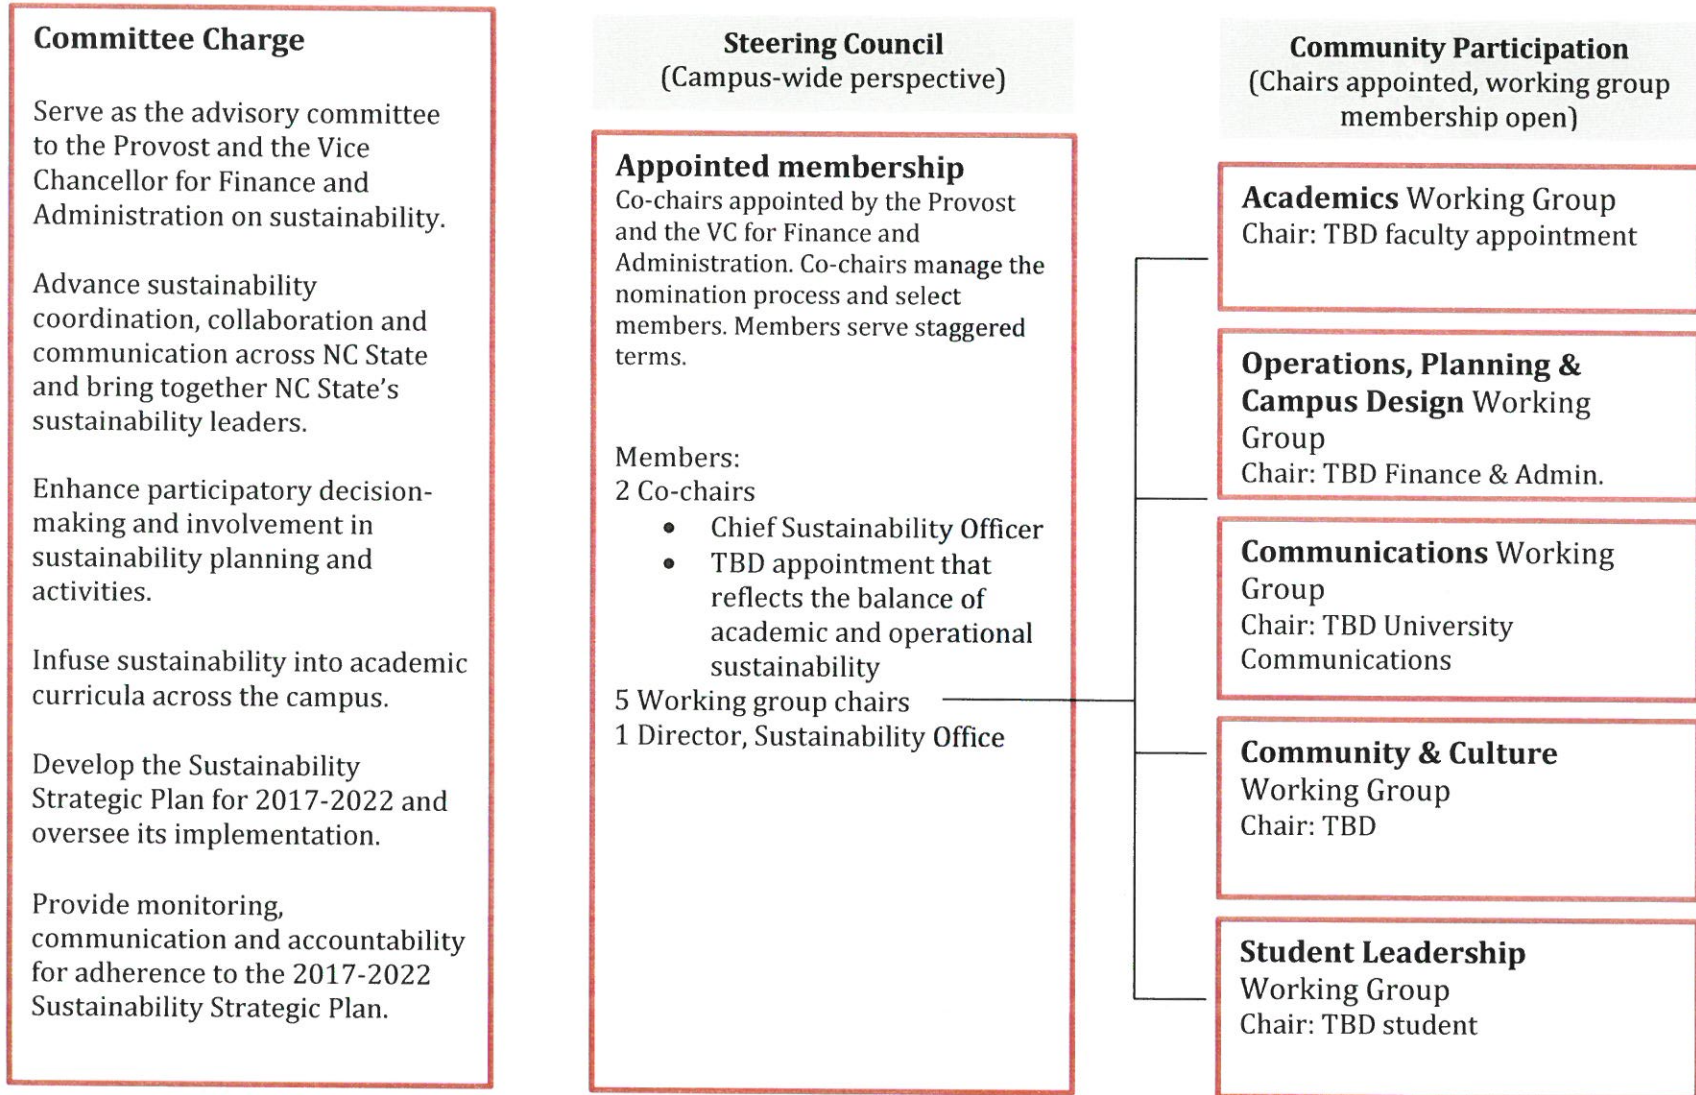 Committee Charge
Serve as the advisory committee
to the Provost and the Vice
Chancellor for Finance and
Administration on sustainability.
Advance sustainability
coordination, collaboration and
communication across NC State
and bring together NC State's
sustainability leaders.
Enhance participatory decision-
making and involvement in
sustainability planning and
activities.
Infuse sustainability into academic
curricula across the campus.
Develop the Sustainability
Strategic Plan for 2017-2022 and
oversee its implementation.
Provide monitoring,
communication and accountability
for adherence to the 2017-2022
Sustainability Strategic Plan.
Steering Council
(Campus-wide perspective)
Appointed membership
Co-chairs appointed by the Provost
and the VC for Finance and
Administration. Co-chairs manage the
nomination process and select
members. Members serve staggered
terms.
Members:
2 Co-chairs
• Chief Sustainability Officer
• TBD appointment that
reflects the balance of
academic and operational
sustainability
5 Working group chairs
1 Director, Sustainability Office
Community Participation
(Chairs appointed, working group
membership open)
Academics Working Group
Chair: TBD faculty appointment
Operations, Planning &
Campus Design Working
Group
Chair: TBD Finance & Admin.
Communications Working
Group
Chair: TBD University
Communications
Community & Culture
Working Group
Chair: TBD
Student Leadership
Working Group
Chair: TBD student